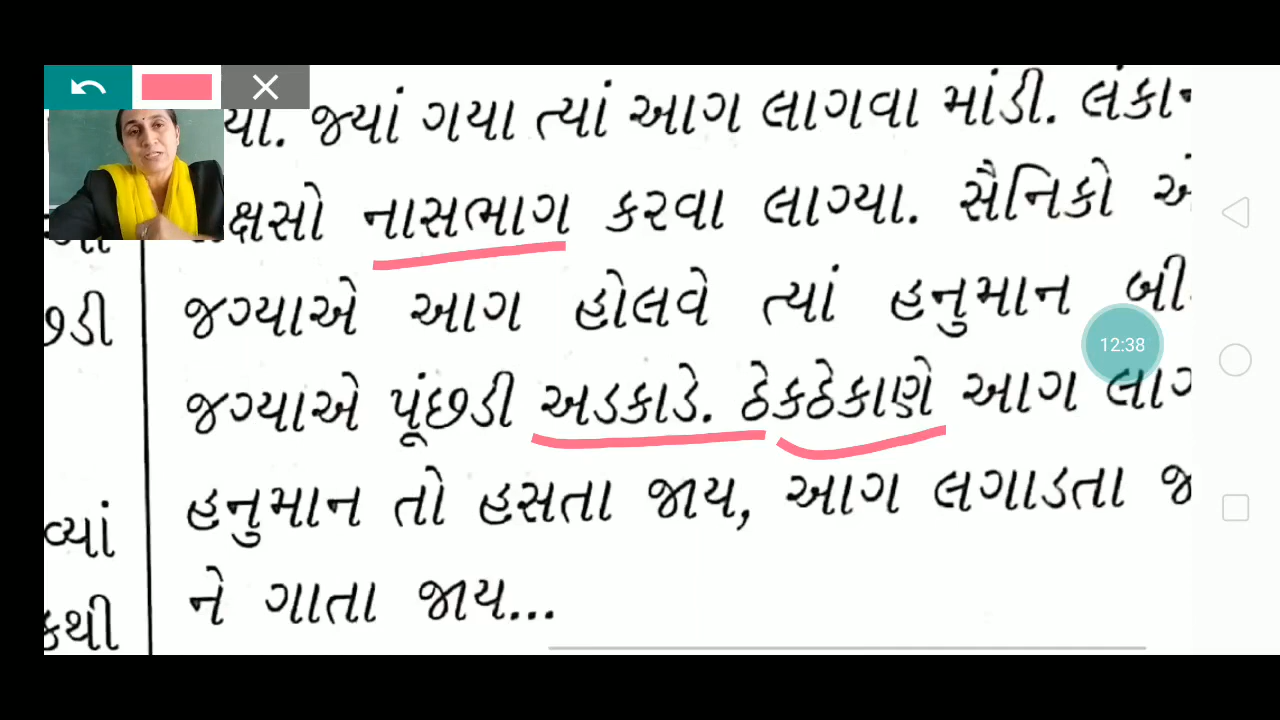 જ્યાં ગયા ત્યાં આગ લાગવા માંડી.
નાસભાગ કરવા લાગ્યા. સૈનિકો
જગ્યાએ આગ હોલવે ત્યાં હનુમાન
12:38
જગ્યાએ પૂંછડી અડકાડે. ઠેકઠેકાણે આગ
હનુમાન તો હસતા જાય, આગ લગાડતા
ને ગાતા જાય...